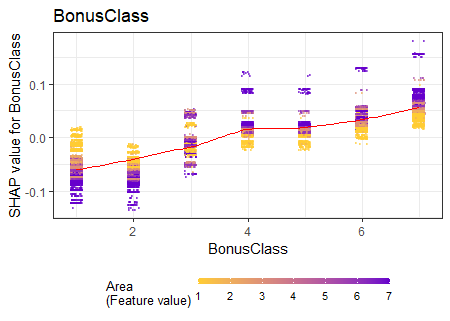 BonusClass
SHAP value for BonusClass
0.1
0.0
-0.1
2 4 6
BonusClass
Area
(Feature value)
1 2 3 4 5 6 7